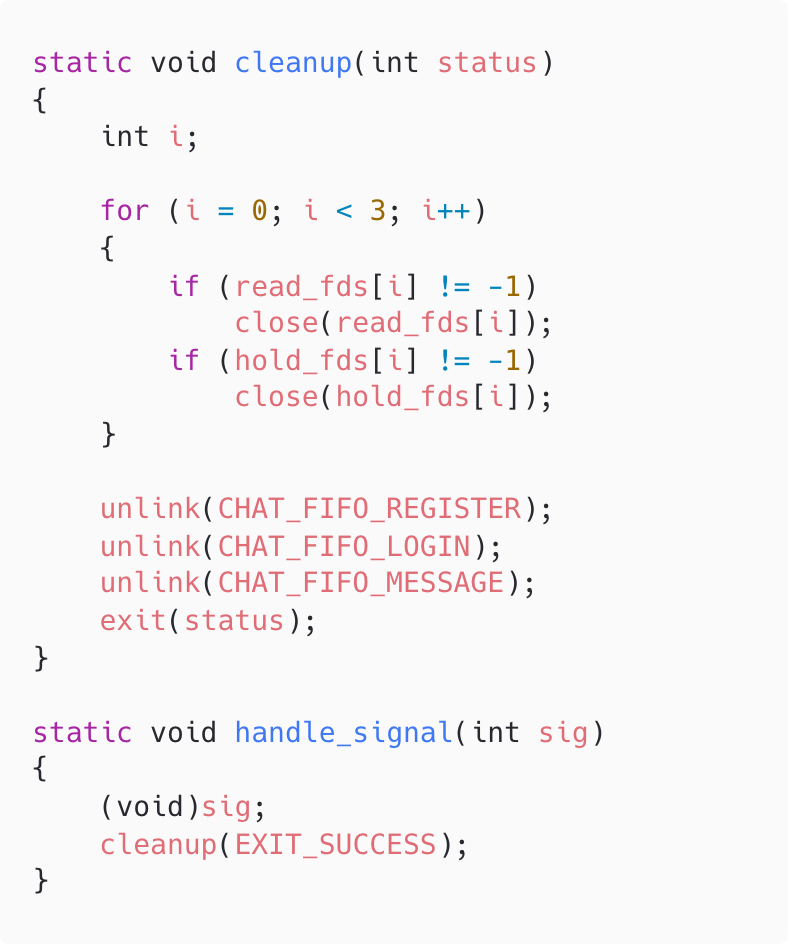 static void cleanup(int status)
{
    int i;

    for (i = 0; i < 3; i++)
    {
        if (read_fds[i] != -1)
            close(read_fds[i]);
        if (hold_fds[i] != -1)
            close(hold_fds[i]);
    }

    unlink(CHAT_FIFO_REGISTER);
    unlink(CHAT_FIFO_LOGIN);
    unlink(CHAT_FIFO_MESSAGE);
    exit(status);
}

static void handle_signal(int sig)
{
    (void)sig;
    cleanup(EXIT_SUCCESS);
}